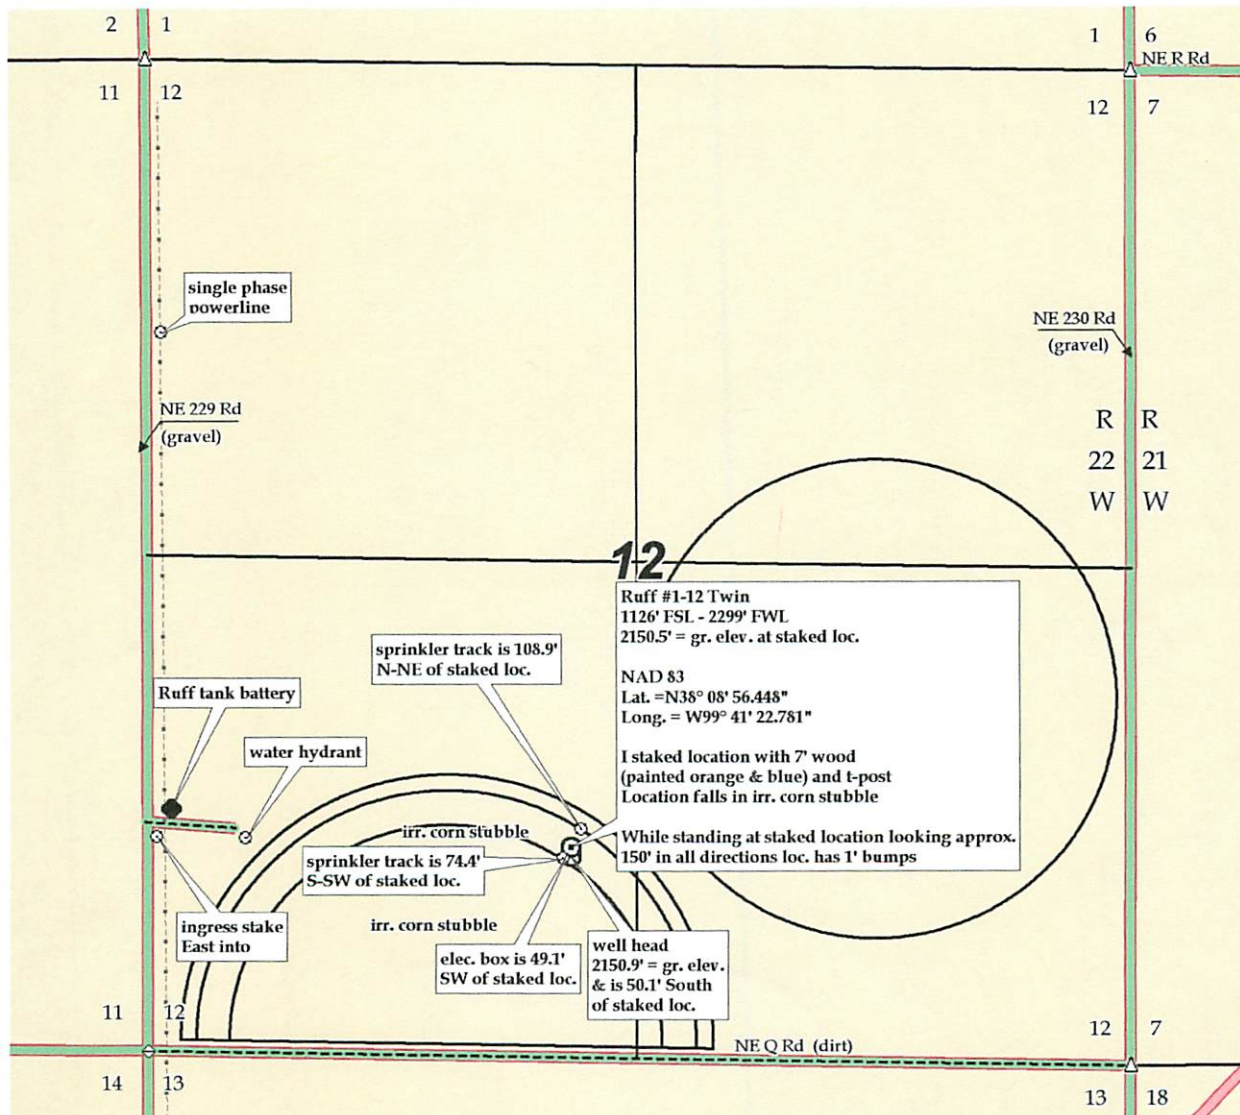 2 1
1 6
NE R Rd
11 12
12 7
single phase
powerline
NE 230 Rd
(gravel)
NE 229 Rd
(gravel)
R R
22 21
W W
12
Ruff #1-12 Twin
1126' FSL - 2299' FWL
2150.5' = gr. elev. at staked loc.
NAD 83
Lat. =N38° 08' 56.448"
Long. = W99° 41' 22.781"
I staked location with 7' wood
(painted orange & blue) and t-post
Location falls in irr. corn stubble
While standing at staked location looking approx.
150' in all directions loc. has 1' bumps
sprinkler track is 108.9'
N-NE of staked loc.
Ruff tank battery
water hydrant
irr. corn stubble
sprinkler track is 74.4'
S-SW of staked loc.
ingress stake
East into
irr. corn stubble
elec. box is 49.1'
SW of staked loc.
well head
2150.9' = gr. elev.
& is 50.1' South
of staked loc.
11 12
12 7
NE Q Rd (dirt)
14 13
13 18